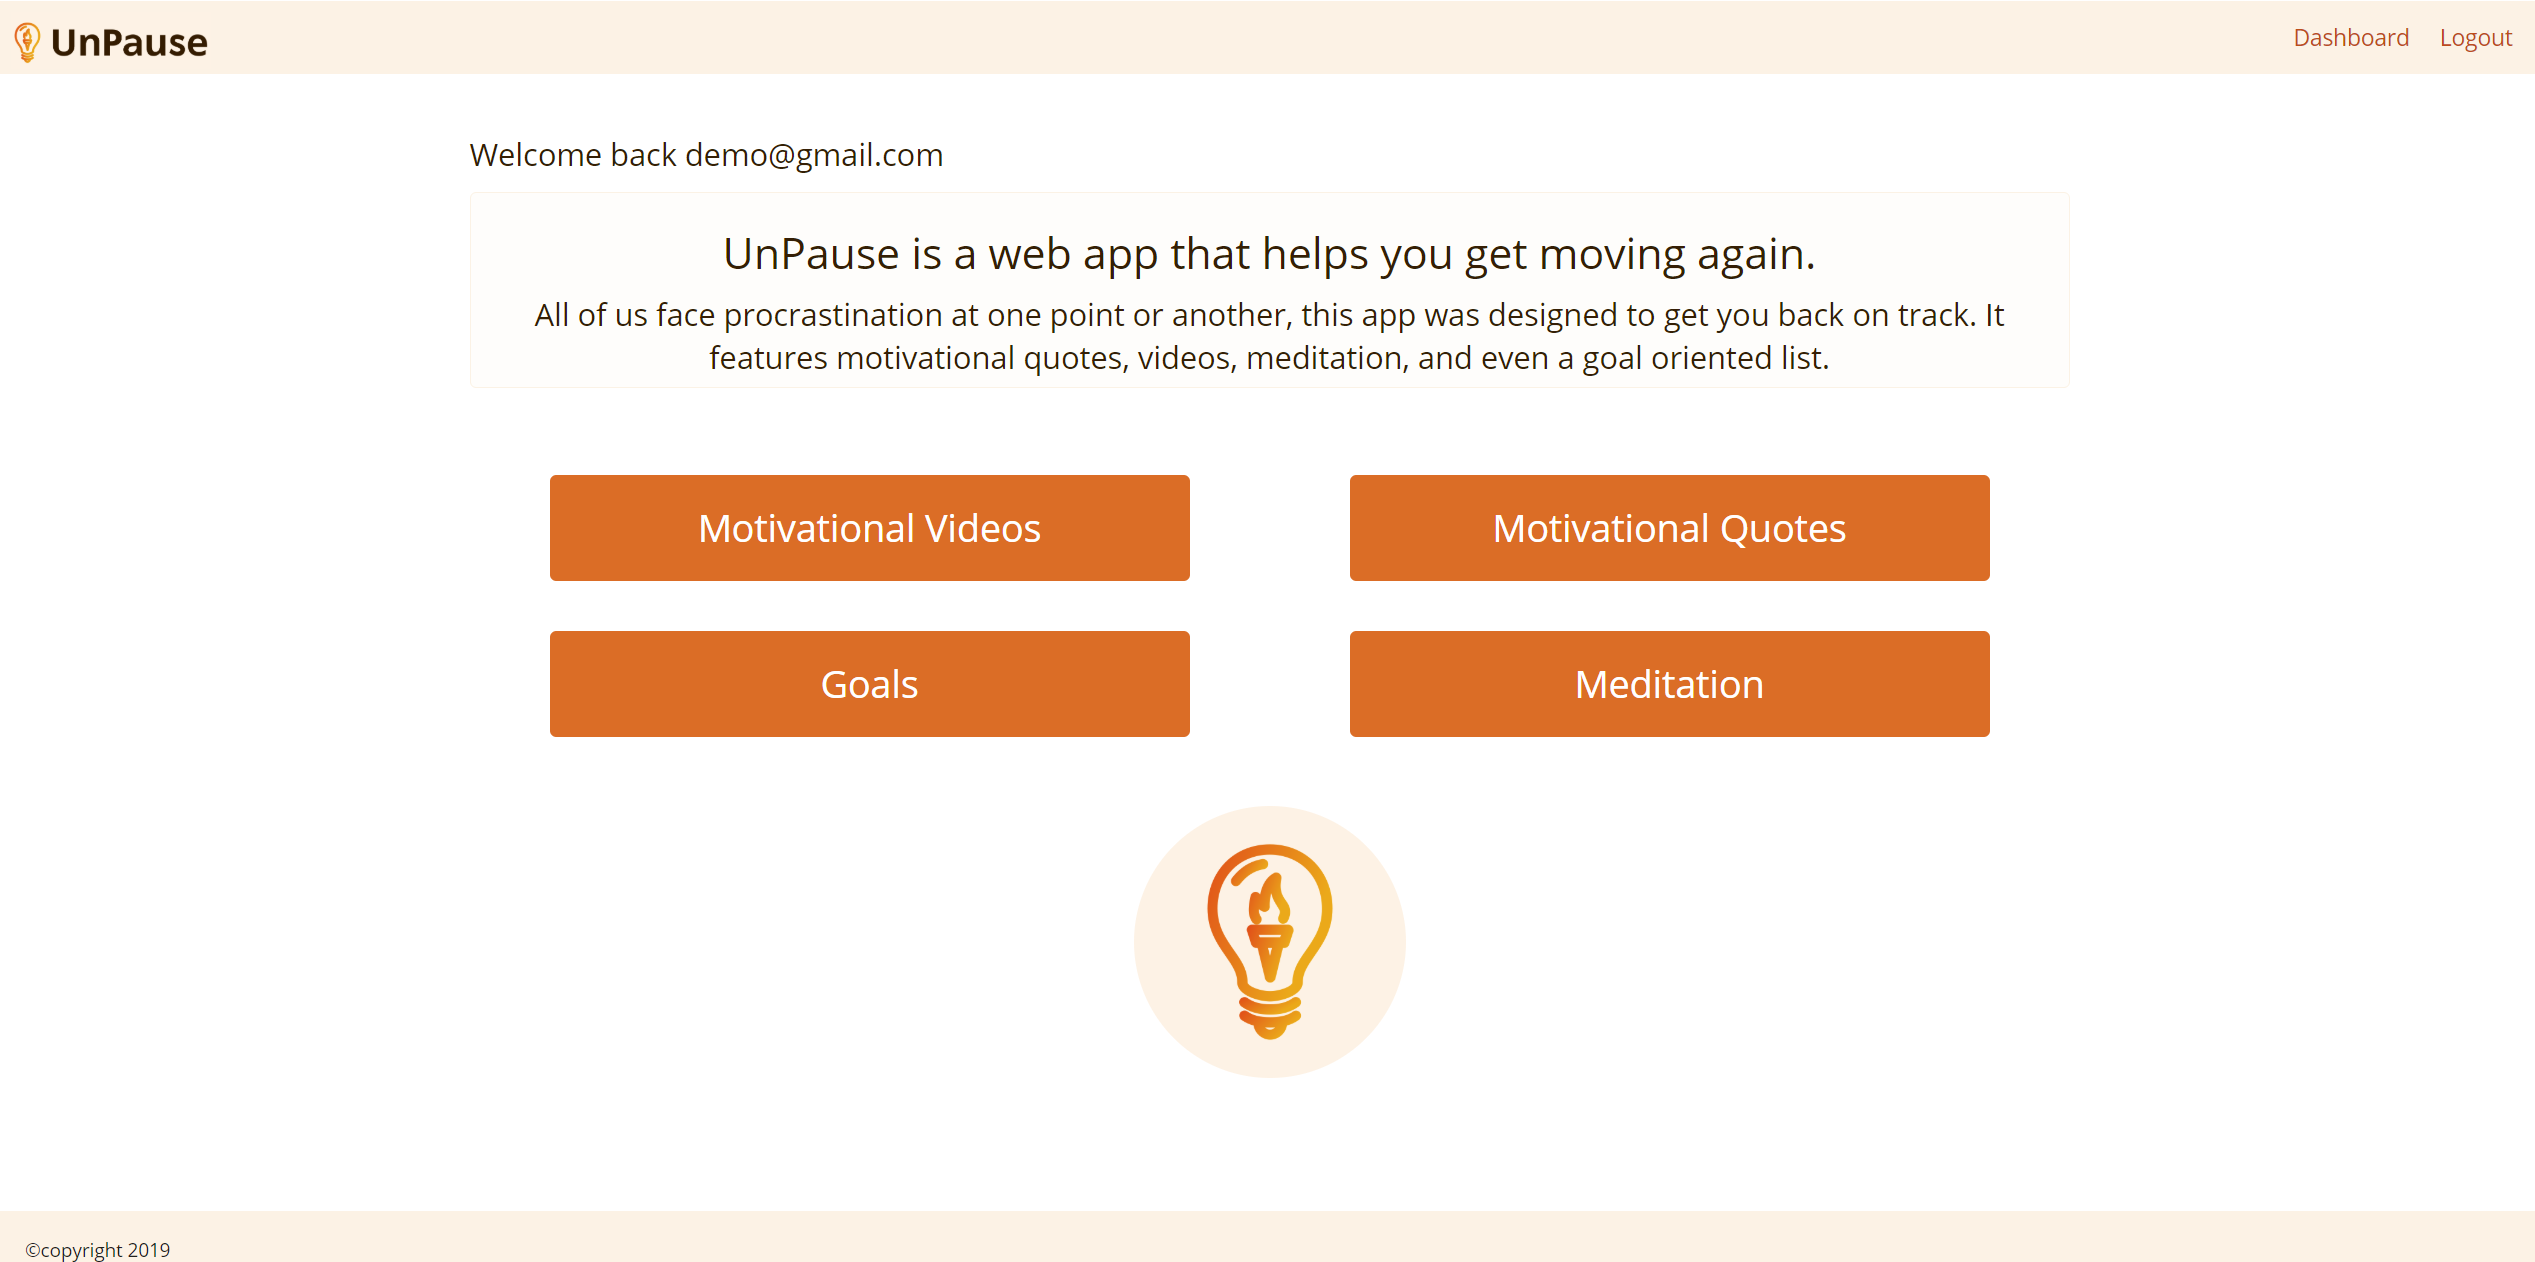 UnPause
Dashboard Logout
Welcome back demo@gmail.com
UnPause is a web app that helps you get moving again.
All of us face procrastination at one point or another, this app was designed to get you back on track. It
features motivational quotes, videos, meditation, and even a goal oriented list.
Motivational Videos
Motivational Quotes
Goals
Meditation
©copyright 2019